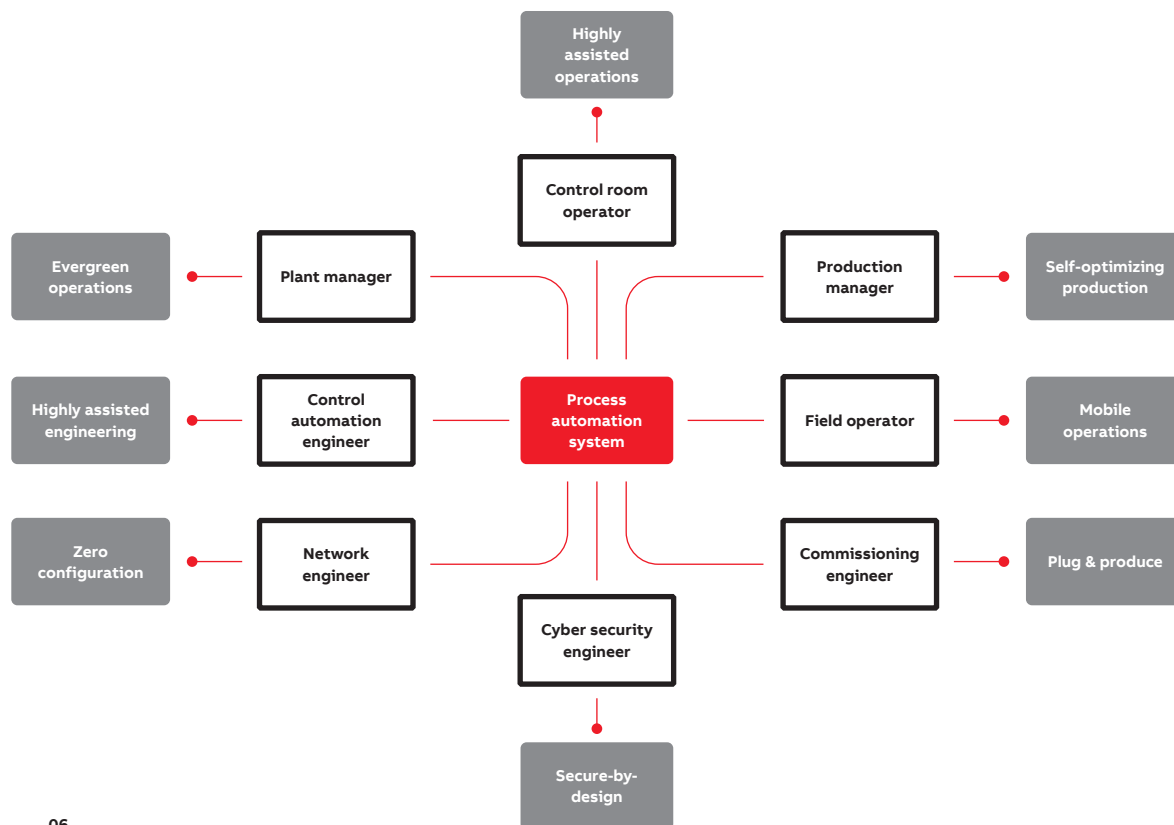 Highly
assisted
operations
Control room
operator
Evergreen
operations
Plant manager
Production
manager
Self-optimizing
production
Highly assisted
engineering
Control
automation
engineer
Process
automation
system
Field operator
Mobile
operations
Zero
configuration
Network
engineer
Commissioning
engineer
Plug & produce
Cyber security
engineer
Secure-by-
design
06